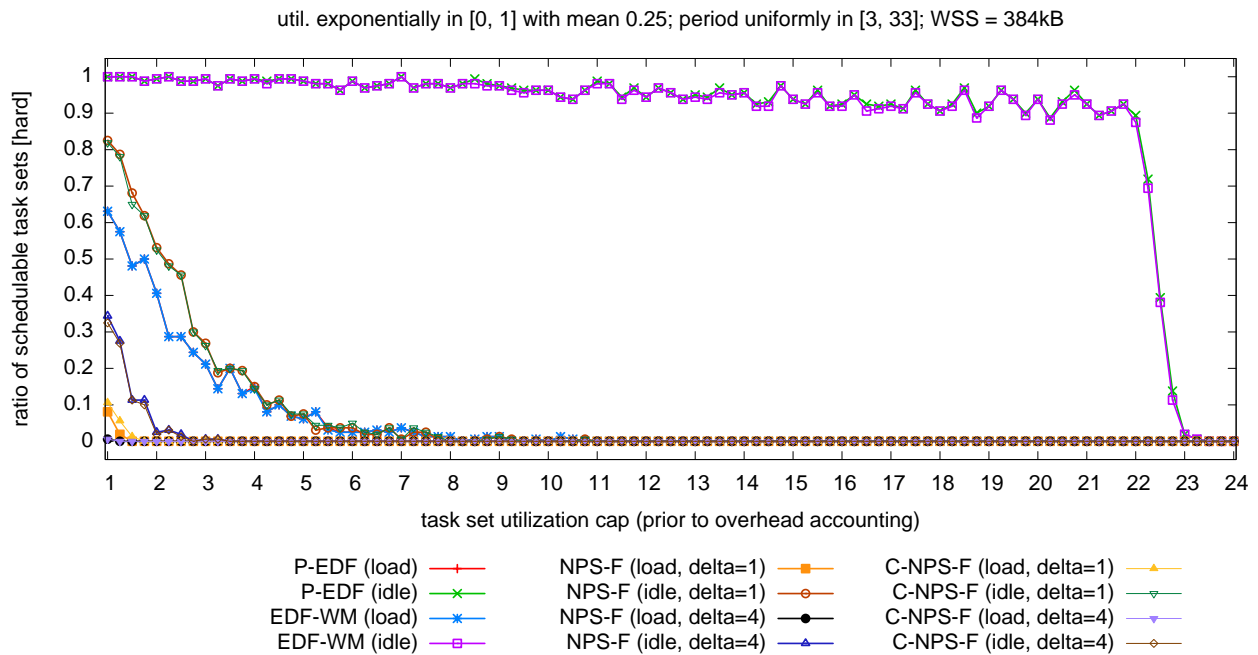 util. exponentially in [0, 1] with mean 0.25; period uniformly in [3, 33]; WSS = 384kB
ratio of schedulable task sets [hard]
1
0.9
0.8
0.7
0.6
0.5
0.4
0.3
0.2
0.1
0
1 2 3 4 5 6 7 8 9 10 11 12 13 14 15 16 17 18 19 20 21 22 23 24
task set utilization cap (prior to overhead accounting)
P-EDF (load) NPS-F (load, delta=1) C-NPS-F (load, delta=1)
P-EDF (idle) NPS-F (idle, delta=1) C-NPS-F (idle, delta=1)
EDF-WM (load) NPS-F (load, delta=4) C-NPS-F (load, delta=4)
EDF-WM (idle) NPS-F (idle, delta=4) C-NPS-F (idle, delta=4)